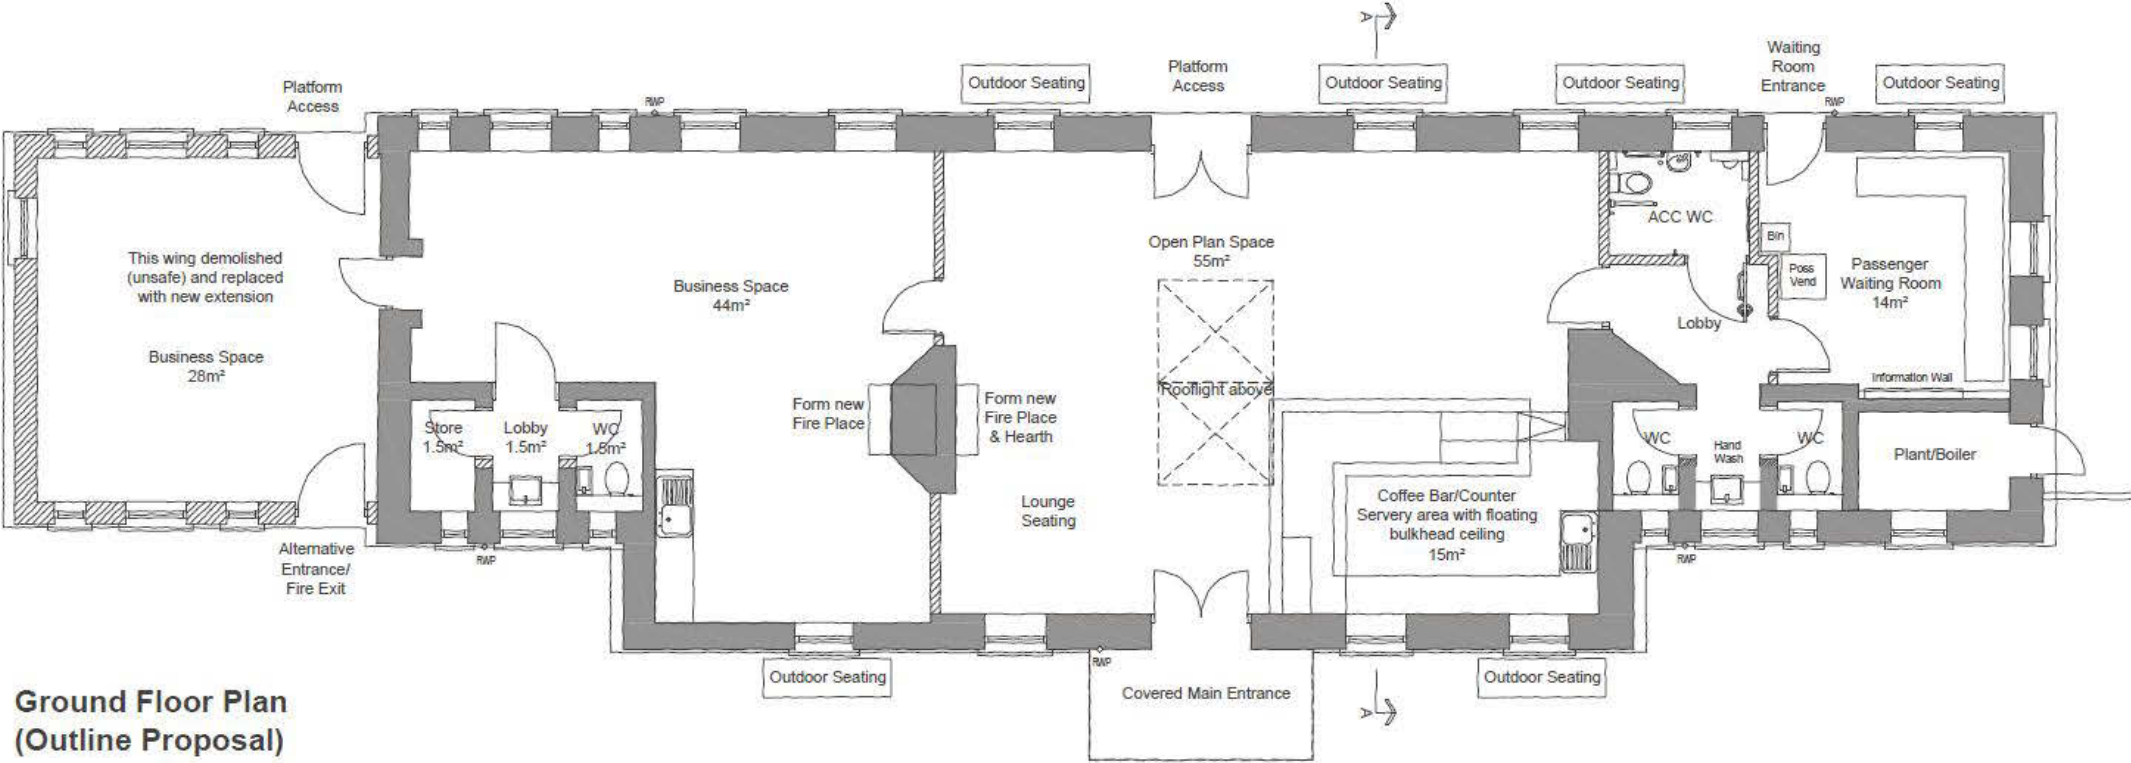 A
Outdoor Seating
Platform
Access
Outdoor Seating
Outdoor Seating
Waiting
Room
Entrance
Outdoor Seating
Platform
Access
RWP
RWP
This wing demolished
(unsafe) and replaced
with new extension
Business Space
28m²
Business Space
44m²
Open Plan Space
55m²
Rooflight above
ACC WC
Bin
Poss
Vend
Passenger
Waiting Room
14m²
Lobby
Information Wall
Store
1.5m²
Lobby
1.5m²
WC
1.5m²
Form new
Fire Place
Form new
Fire Place
& Hearth
Lounge
Seating
Coffee Bar/Counter
Servery area with floating
bulkhead ceiling
15m²
WC
Hand
Wash
WC
Plant/Boiler
Alternative
Entrance/
Fire Exit
RWP
RWP
RWP
Outdoor Seating
Covered Main Entrance
Outdoor Seating
A
Ground Floor Plan
(Outline Proposal)